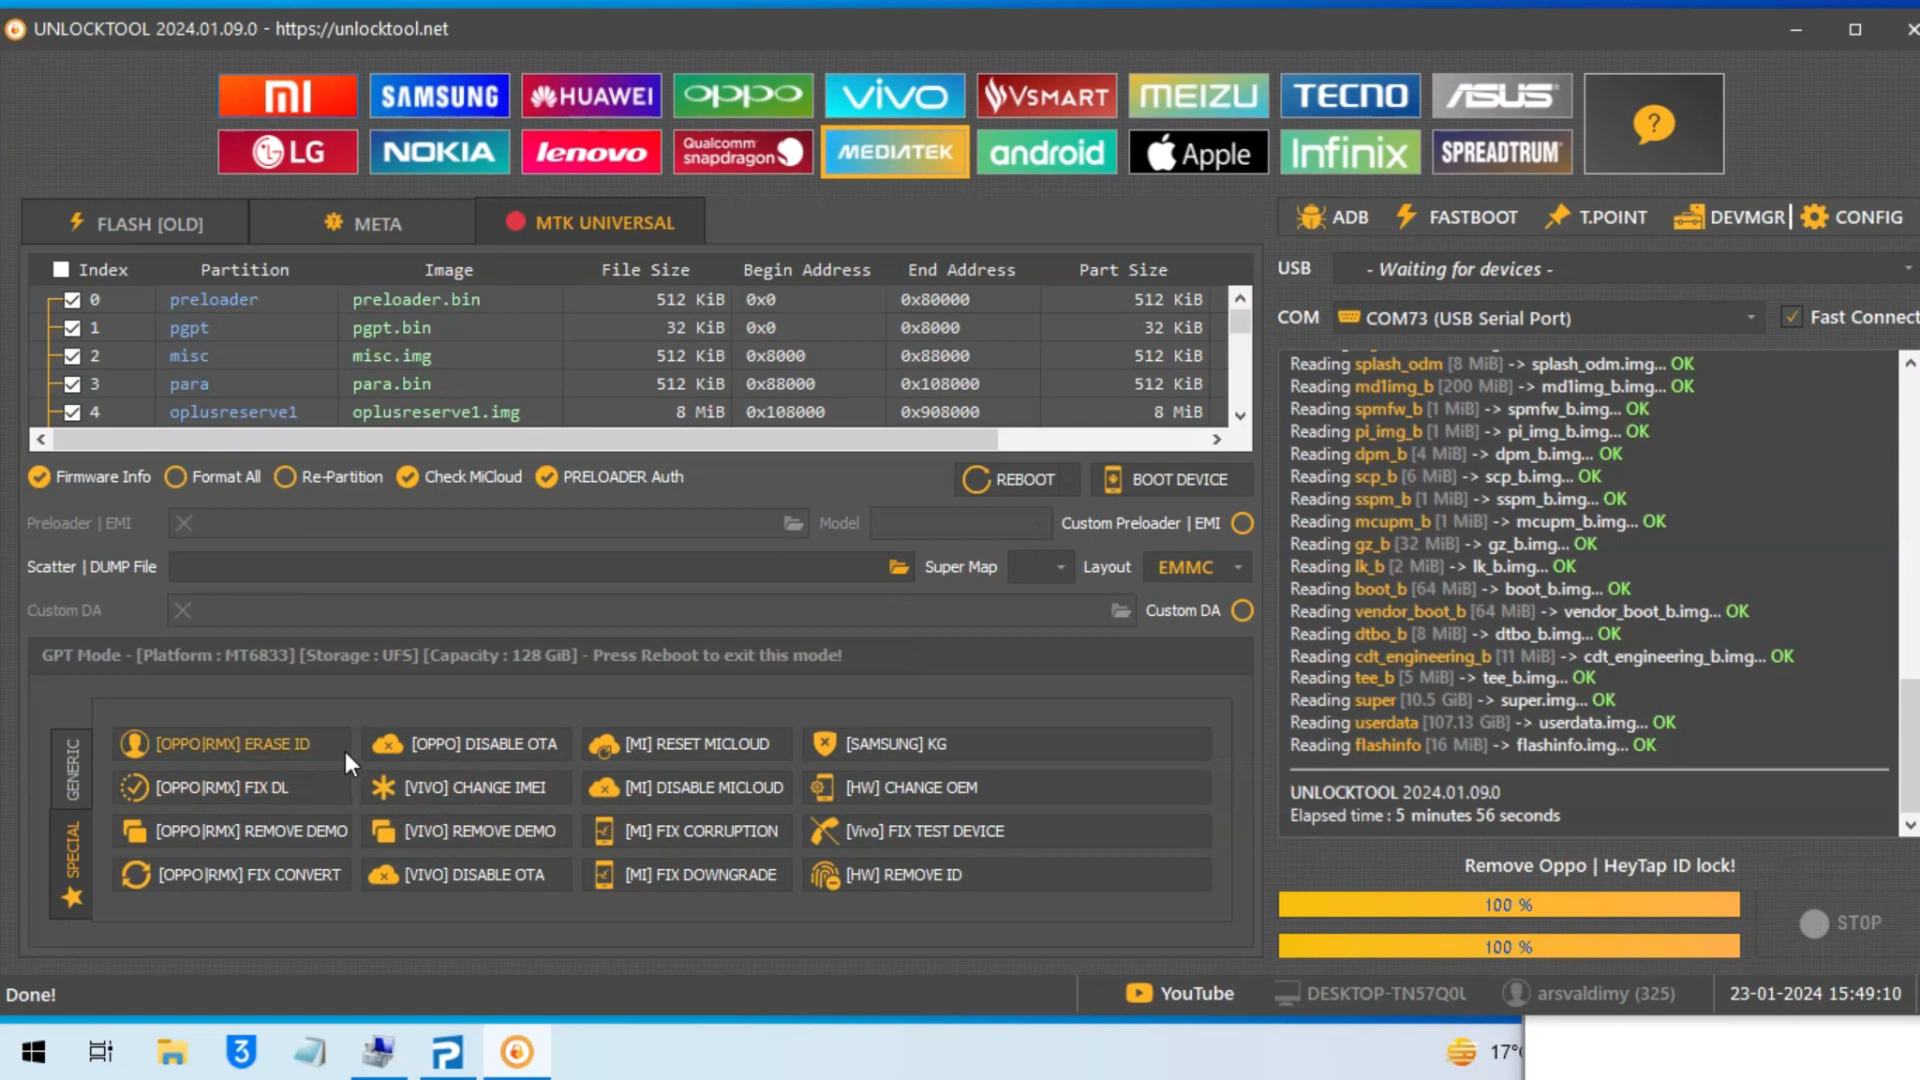 UNLOCKTOOL 2024.01.09.0 - https://unlocktool.net
mi SAMSUNG HUAWEI oppo vivo VSMART MEIZU TECNO ASUS ?
LG NOKIA lenovo Qualcomm snapdragon MEDIATEK android Apple Infinix SPREADTRUM
FLASH [OLD] META MTK UNIVERSAL
ADB FASTBOOT T.POINT DEVMGR CONFIG
Index Partition Image File Size Begin Address End Address Part Size
0 preloader preloader.bin 512 KiB 0x0 0x80000 512 KiB
1 pgpt pgpt.bin 32 KiB 0x0 0x8000 32 KiB
2 misc misc.img 512 KiB 0x8000 0x88000 512 KiB
3 para para.bin 512 KiB 0x88000 0x108000 512 KiB
4 oplusreserve1 oplusreserve1.img 8 MiB 0x108000 0x908000 8 MiB
Firmware Info Format All Re-Partition Check MiCloud PRELOADER Auth REBOOT BOOT DEVICE
Preloader | EMI Model Custom Preloader | EMI
Scatter | DUMP File Super Map Layout EMMC
Custom DA Custom DA
GPT Mode - [Platform : MT6833] [Storage : UFS] [Capacity : 128 GiB] - Press Reboot to exit this mode!
GENERIC
SPECIAL
[OPPO|RMX] ERASE ID [OPPO] DISABLE OTA [MI] RESET MICLOUD [SAMSUNG] KG
[OPPO|RMX] FIX DL [VIVO] CHANGE IMEI [MI] DISABLE MICLOUD [HW] CHANGE OEM
[OPPO|RMX] REMOVE DEMO [VIVO] REMOVE DEMO [MI] FIX CORRUPTION [Vivo] FIX TEST DEVICE
[OPPO|RMX] FIX CONVERT [VIVO] DISABLE OTA [MI] FIX DOWNGRADE [HW] REMOVE ID
USB - Waiting for devices -
COM COM73 (USB Serial Port) Fast Connect
Reading splash_odm [8 MiB] -> splash_odm.img... OK
Reading md1img_b [200 MiB] -> md1img_b.img... OK
Reading spmfw_b [1 MiB] -> spmfw_b.img... OK
Reading pi_img_b [1 MiB] -> pi_img_b.img... OK
Reading dpm_b [4 MiB] -> dpm_b.img... OK
Reading scp_b [6 MiB] -> scp_b.img... OK
Reading sspm_b [1 MiB] -> sspm_b.img... OK
Reading mcupm_b [1 MiB] -> mcupm_b.img... OK
Reading gz_b [32 MiB] -> gz_b.img... OK
Reading lk_b [2 MiB] -> lk_b.img... OK
Reading boot_b [64 MiB] -> boot_b.img... OK
Reading vendor_boot_b [64 MiB] -> vendor_boot_b.img... OK
Reading dtbo_b [8 MiB] -> dtbo_b.img... OK
Reading cdt_engineering_b [11 MiB] -> cdt_engineering_b.img... OK
Reading tee_b [5 MiB] -> tee_b.img... OK
Reading super [10.5 GiB] -> super.img... OK
Reading userdata [107.13 GiB] -> userdata.img... OK
Reading flashinfo [16 MiB] -> flashinfo.img... OK
UNLOCKTOOL 2024.01.09.0
Elapsed time : 5 minutes 56 seconds
Remove Oppo | HeyTap ID lock!
100 %
100 %
STOP
Done! YouTube DESKTOP-TN57Q0L arsvaldimy (325) 23-01-2024 15:49:10
3 17°